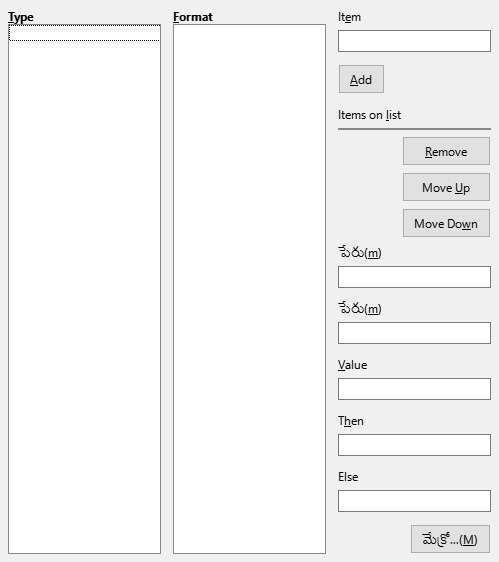 Type
Format
Item
Add
Items on list
Remove
Move Up
Move Down
పేరు(m)
పేరు(m)
Value
Then
Else
మేక్రో...(M)